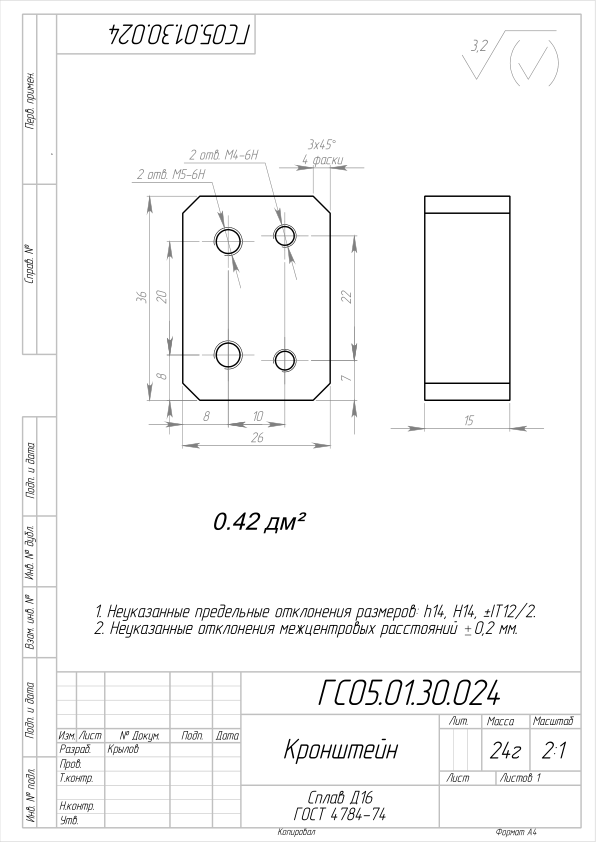 ГС05.01.30.024
3,2
Перв. примен.
Справ. №
2 отв. М4-6Н
2 отв. М5-6Н
3х45°
4 фаски
36
20
8
22
7
8
10
26
15
0.42 дм²
1. Неуказанные предельные отклонения размеров: h14, H14, ±IT12/2.
2. Неуказанные отклонения межцентровых расстояний ± 0,2 мм.
Подп. и дата
Инв. № дубл.
Взам. инв. №
Подп. и дата
Инв. № подл.
ГС05.01.30.024
Изм. Лист № Докум. Подп. Дата
Разраб. Крылов
Пров.
Т.контр.
Н.контр.
Утв.
Кронштейн
Лит. Масса Масштаб
24г 2:1
Лист Листов 1
Сплав Д16
ГОСТ 4784-74
Копировал Формат А4